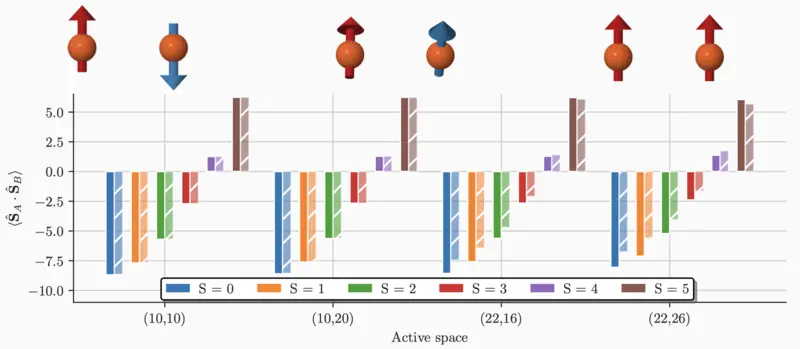 ⟨Ŝ_A · Ŝ_B⟩
5.0
2.5
0.0
−2.5
−5.0
−7.5
−10.0
S = 0 S = 1 S = 2 S = 3 S = 4 S = 5
(10,10) (10,20) (22,16) (22,26)
Active space